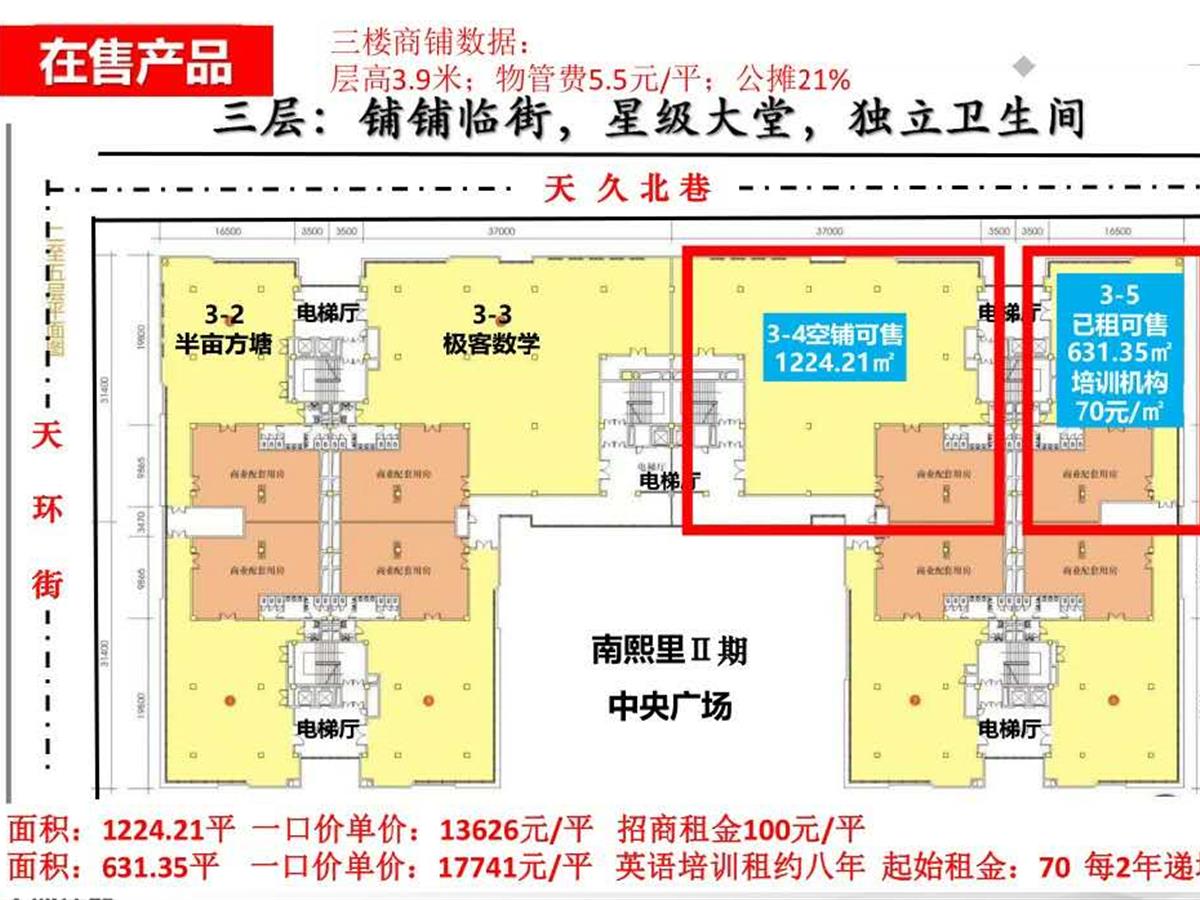 在售产品
三楼商铺数据：
层高3.9米；物管费5.5元/平；公摊21%
三层：铺铺临街，星级大堂，独立卫生间
天久北巷
16500 3500 3500 37000 37000 3500 3500 16500
二至五层平面图
天环街
31400
19800
9865
3470
9865
31400
19800
3-2
半亩方塘
电梯厅
3-3
极客数学
3-4空铺可售
1224.21㎡
电梯厅
3-5
已租可售
631.35㎡
培训机构
70元/㎡
电梯厅
电梯厅
商业配套用房
商业配套用房
商业配套用房
商业配套用房
商业配套用房
商业配套用房
商业配套用房
商业配套用房
南熙里Ⅱ期
中央广场
电梯厅
电梯厅
面积：1224.21平 一口价单价：13626元/平 招商租金100元/平
面积：631.35平 一口价单价：17741元/平 英语培训租约八年 起始租金：70 每2年递